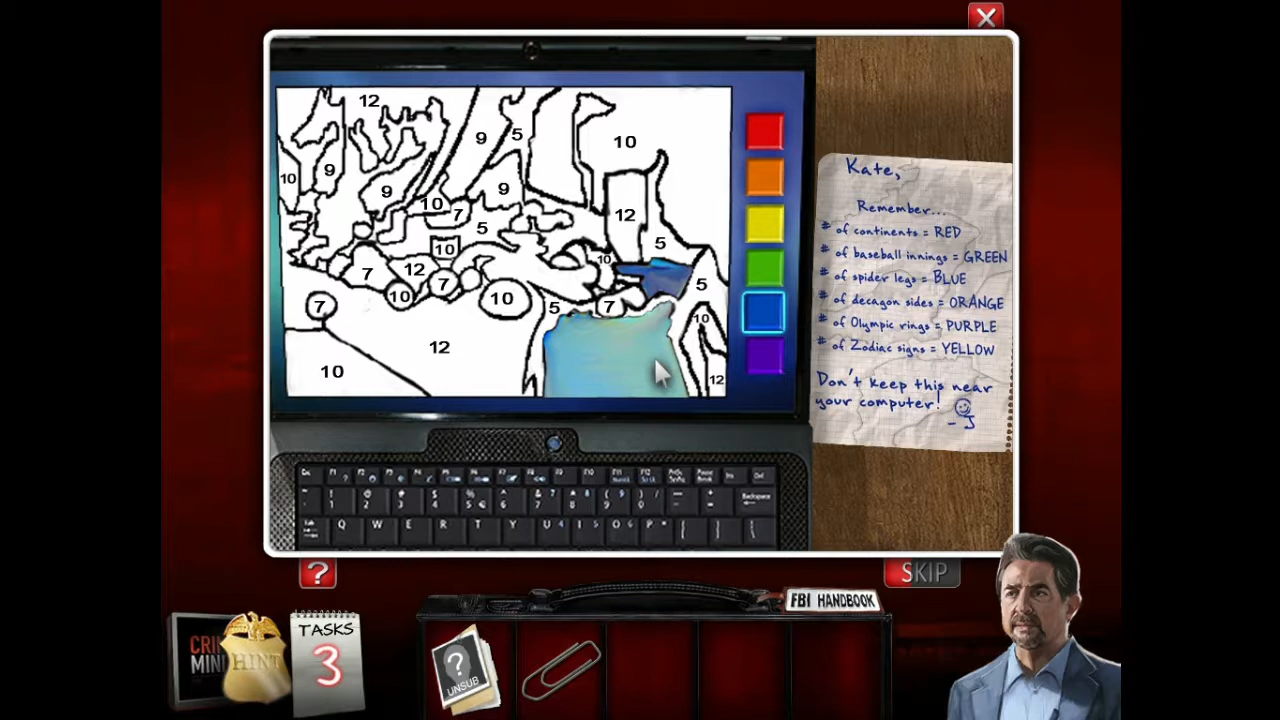 12
9
5
10
9
10
9
9
10
7
12
5
5
10
10
7
12
7
5
10
10
7
5
7
10
12
10
12
Kate,
Remember...
# of continents = RED
# of baseball innings = GREEN
# of spider legs = BLUE
# of decagon sides = ORANGE
# of Olympic rings = PURPLE
# of Zodiac signs = YELLOW
Don't keep this near
your computer!
- J
Q W E R T Y U I O P
?
SKIP
FBI HANDBOOK
HINT
TASKS
3
?
UNSUB